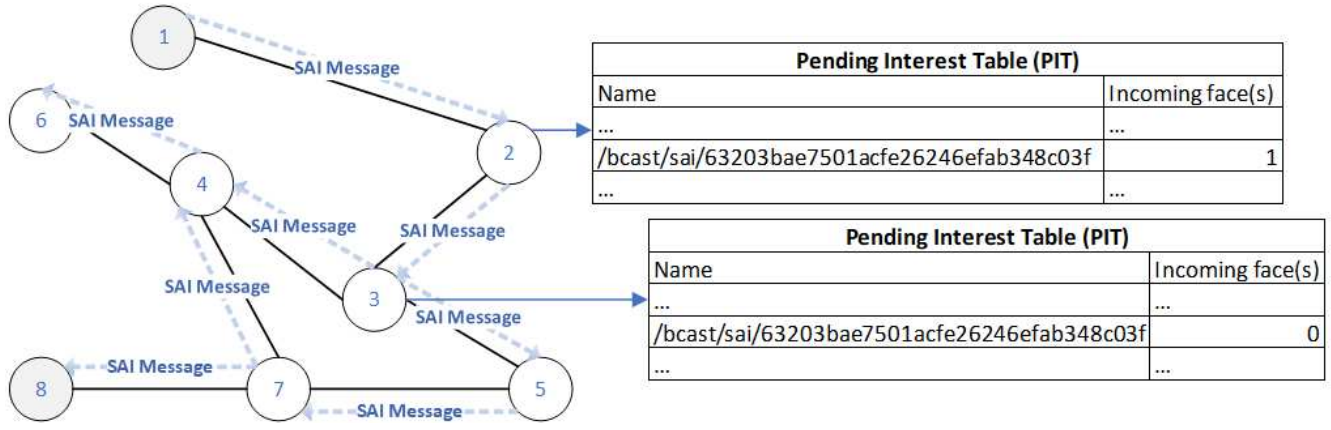 1
SAI Message
6
SAI Message
2
4
SAI Message
SAI Message
SAI Message
3
SAI Message
SAI Message
8
7
5
SAI Message
Pending Interest Table (PIT)
Name Incoming face(s)
... ...
/bcast/sai/63203bae7501acfe26246efab348c03f 1
... ...
Pending Interest Table (PIT)
Name Incoming face(s)
... ...
/bcast/sai/63203bae7501acfe26246efab348c03f 0
... ...